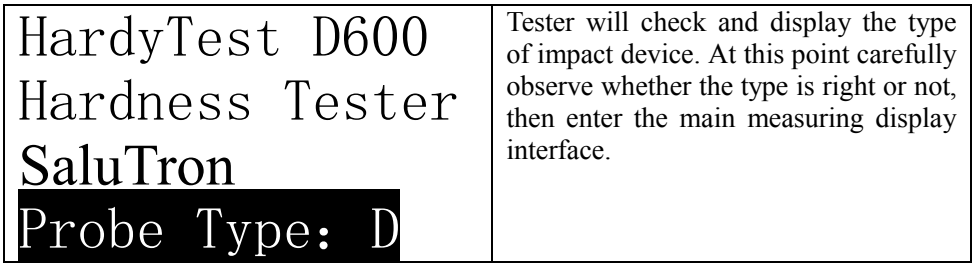 HardyTest D600
Hardness Tester
SaluTron
Probe Type： D
Tester will check and display the type
of impact device. At this point carefully
observe whether the type is right or not,
then enter the main measuring display
interface.